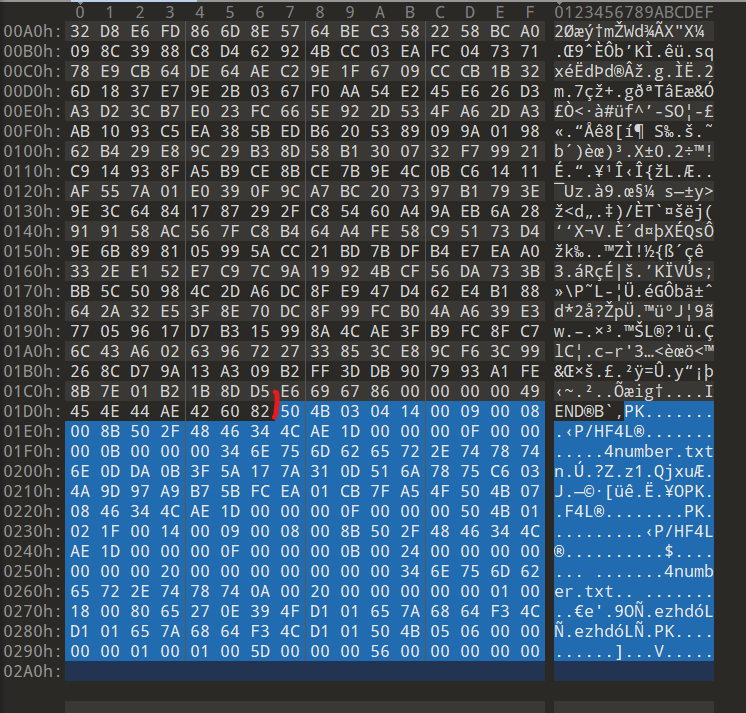 0 1 2 3 4 5 6 7 8 9 A B C D E F 0123456789ABCDEF
00A0h: 32 D8 E6 FD 86 6D 8E 57 64 BE C3 58 22 58 BC A0 2Øæý†mŽWd¾ÃX"X¼
00B0h: 09 8C 39 88 C8 D4 62 92 4B CC 03 EA FC 04 73 71 .Œ9ˆÈÔb’KÌ.êü.sq
00C0h: 78 E9 CB 64 DE 64 AE C2 9E 1F 67 09 CC CB 1B 32 xéËdÞd®Âž.g.ÌË.2
00D0h: 6D 18 37 E7 9E 2B 03 67 F0 AA 54 E2 45 E6 26 D3 m.7çž+.gðªTâEæ&Ó
00E0h: A3 D2 3C B7 E0 23 FC 66 5E 92 2D 53 4F A6 2D A3 £Ò<·à#üf^’-SO¦-£
00F0h: AB 10 93 C5 EA 38 5B ED B6 20 53 89 09 9A 01 98 «.“Åê8[í¶ S‰.š.˜
0100h: 62 B4 29 E8 9C 29 B3 8D 58 B1 30 07 32 F7 99 21 b´)èœ)³.X±0.2÷™!
0110h: C9 14 93 8F A5 B9 CE 8B CE 7B 9E 4C 0B C6 19 8F É.“.¥¹Î‹Î{žL.Æ..
0120h: AF 55 7A 01 E0 39 0F 9C A7 BC 20 73 97 B1 79 3E ¯Uz.à9.œ§¼ s—±y>
0130h: 9E 3C 64 84 17 87 29 2F C8 54 60 A4 9A EB 6A 28 ž<d„.‡)/ÈT`¤šëj(
0140h: 91 91 58 AC 56 7F C8 B4 64 A4 FE 58 C9 51 73 D4 ‘‘X¬V.È´d¤þXÉQsÔ
0150h: 9E 6B 89 81 05 99 5A CC 21 BD 7B DF B4 E7 EA A0 žk‰..™ZÌ!½{ß´çê
0160h: 33 2E E1 52 E7 C9 7C 9A 19 92 4B CF 56 DA 73 3B 3.áRçÉ|š.’KÏVÚs;
0170h: BB 5C 50 98 4C 2D A6 DC 8F E9 47 D4 62 E4 B1 88 »\P˜L-¦Ü.éGÔbä±ˆ
0180h: 64 2A 32 E5 3F 8E 70 DC 8F 99 FC BA 4A A6 39 E3 d*2å?ŽpÜ.™üºJ¦9ã
0190h: 77 05 96 17 D7 B3 15 99 8A 4C AE 3F B9 FC 8F C7 w.–.×³.™ŠL®?¹ü.Ç
01A0h: 6C 43 A6 02 63 96 72 27 33 85 3C E8 9C F6 3C 99 lC¦.c–r'3…<èœö<™
01B0h: 26 8C D7 9A 13 A3 09 B2 FF 3D DB 90 79 93 A1 FE &Œ×š.£.²ÿ=Û.y“¡þ
01C0h: 8B 7E 01 B2 1B 8D D5 E6 69 67 86 00 00 00 00 49 ‹~.²..Õæig†....I
01D0h: 45 4E 44 AE 42 60 82 50 4B 03 04 14 00 09 00 08 END®B`‚PK.......
01E0h: 00 8B 50 2F 48 46 34 4C AE 1D 00 00 00 0F 00 00 .‹P/HF4L®.......
01F0h: 00 0B 00 00 00 34 6E 75 6D 62 65 72 2E 74 78 74 .....4number.txt
0200h: 6E 0D DA 0B 3F 5A 17 7A 31 0D 51 6A 78 75 C6 03 n.Ú.?Z.z1.QjxuÆ.
0210h: 4A 9D 97 A9 B7 5B FC EA 01 CB 7F A5 4F 50 4B 07 J.—©·[üê.Ë.¥OPK.
0220h: 08 46 34 4C AE 1D 00 00 00 0F 00 00 00 50 4B 01 .F4L®........PK.
0230h: 02 1F 00 14 00 09 00 08 00 8B 50 2F 48 46 34 4C .........‹P/HF4L
0240h: AE 1D 00 00 00 0F 00 00 00 0B 00 24 00 00 00 00 ®..........$....
0250h: 00 00 00 20 00 00 00 00 00 00 00 34 6E 75 6D 62 ... .......4numb
0260h: 65 72 2E 74 78 74 0A 00 20 00 00 00 00 00 01 00 er.txt.. .......
0270h: 18 00 80 65 27 0E 39 4F D1 01 65 7A 68 64 F3 4C ..€e'.9OÑ.ezhdóL
0280h: D1 01 65 7A 68 64 F3 4C D1 01 50 4B 05 06 00 00 Ñ.ezhdóLÑ.PK....
0290h: 00 00 01 00 01 00 5D 00 00 00 56 00 00 00 00 00 ......]...V.....
02A0h: